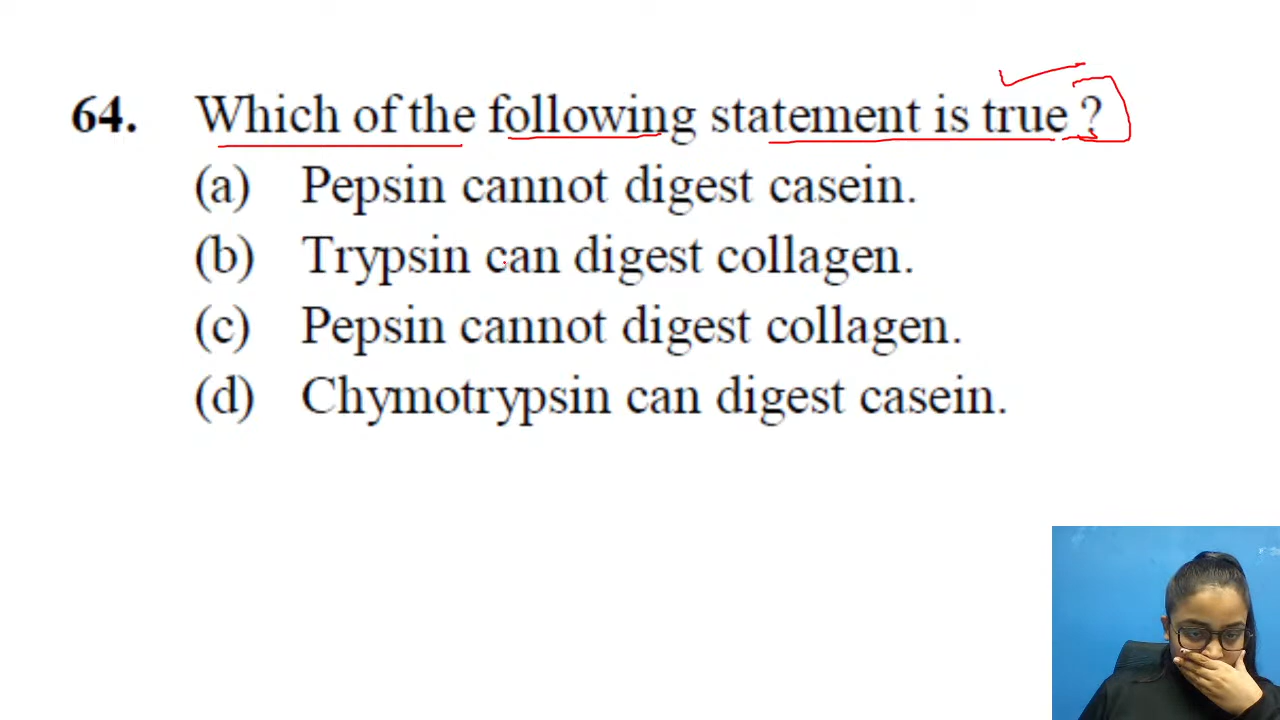 64. Which of the following statement is true ?
(a) Pepsin cannot digest casein.
(b) Trypsin can digest collagen.
(c) Pepsin cannot digest collagen.
(d) Chymotrypsin can digest casein.